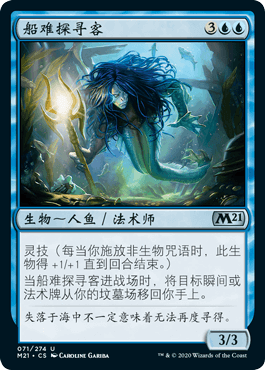 船难探寻客 3
生物～人鱼 / 法术师 M21
灵技（每当你施放非生物咒语时，此生
物得+1/+1直到回合结束。）
当船难探寻客进战场时，将目标瞬间或
法术牌从你的坟墓场移回你手上。
失落于海中不一定意味着无法再度寻得。
3/3
071/274 U
M21 • CS CAROLINE GARIBA ™ & © 2020 Wizards of the Coast